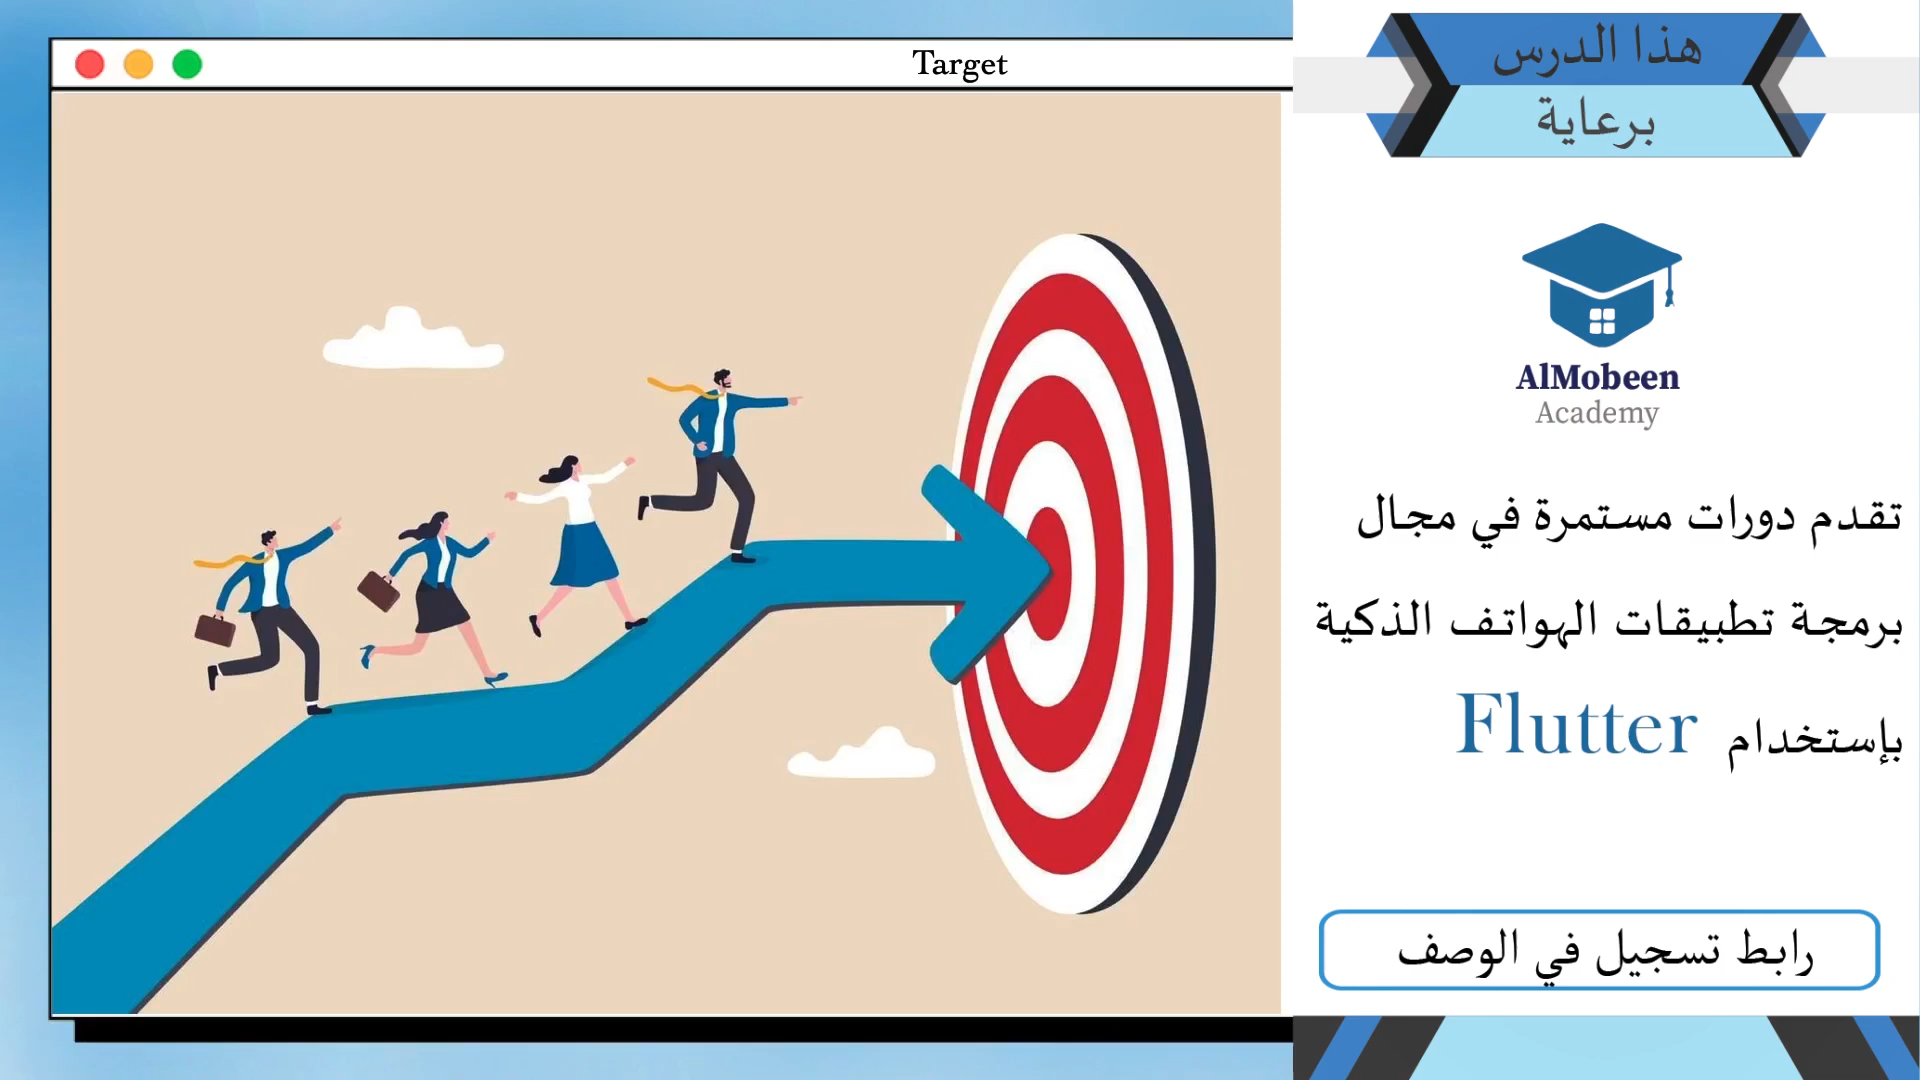 Target
هذا الدرس
برعاية
AlMobeen
Academy
تقدم دورات مستمرة في مجال
برمجة تطبيقات الهواتف الذكية
بإستخدام Flutter
رابط تسجيل في الوصف